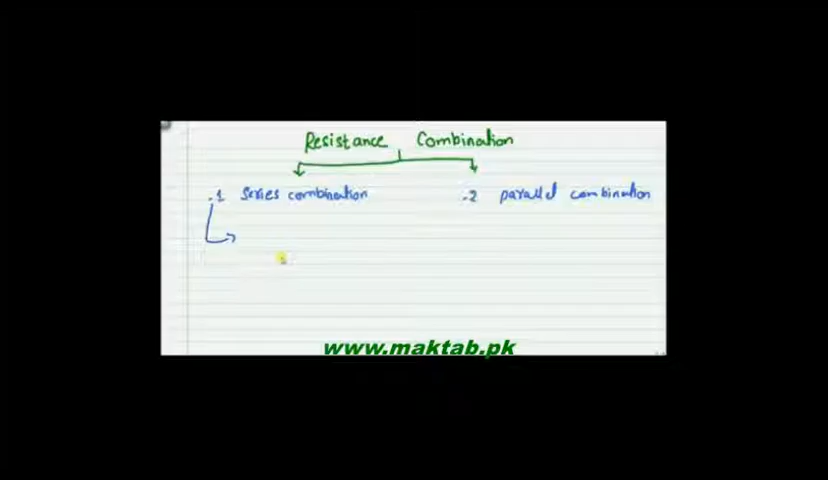 Resistance Combination
.1 Series combination .2 parallel combination
www.maktab.pk